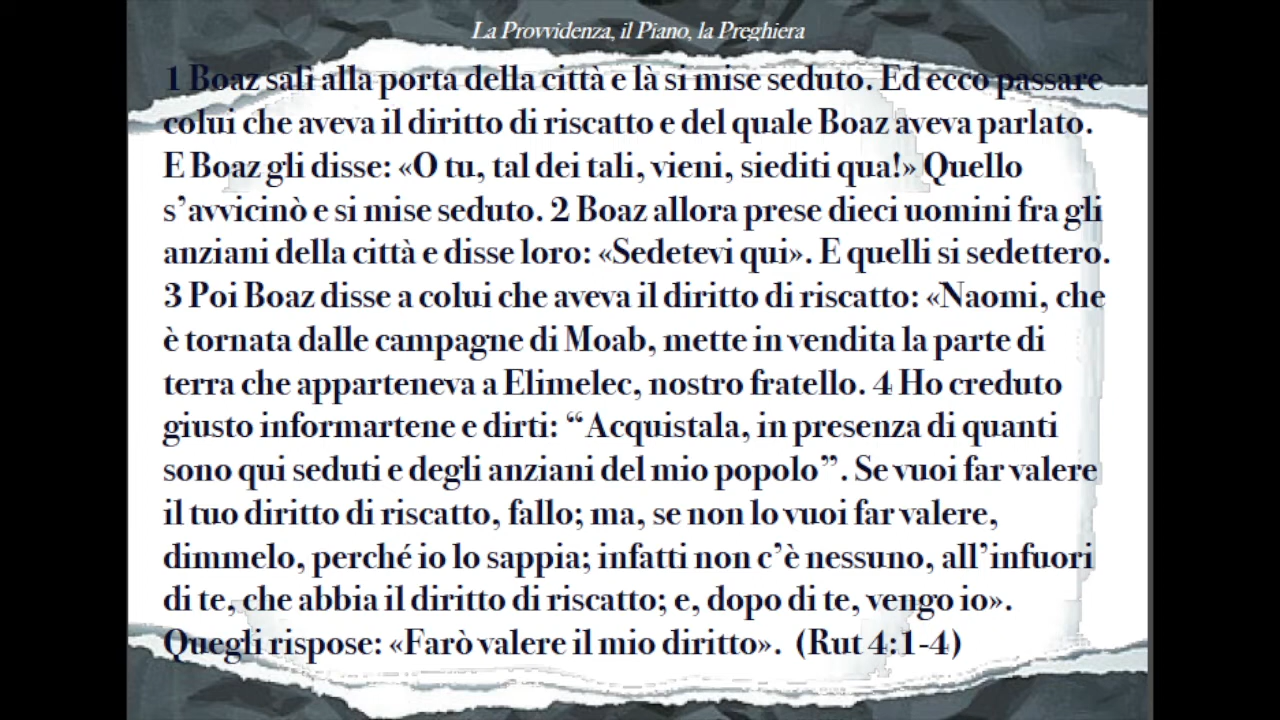 La Provvidenza, il Piano, la Preghiera
1 Boaz salì alla porta della città e là si mise seduto. Ed ecco passare
colui che aveva il diritto di riscatto e del quale Boaz aveva parlato.
E Boaz gli disse: «O tu, tal dei tali, vieni, siediti qua!» Quello
s’avvicinò e si mise seduto. 2 Boaz allora prese dieci uomini fra gli
anziani della città e disse loro: «Sedetevi qui». E quelli si sedettero.
3 Poi Boaz disse a colui che aveva il diritto di riscatto: «Naomi, che
è tornata dalle campagne di Moab, mette in vendita la parte di
terra che apparteneva a Elimelec, nostro fratello. 4 Ho creduto
giusto informartene e dirti: “Acquistala, in presenza di quanti
sono qui seduti e degli anziani del mio popolo”. Se vuoi far valere
il tuo diritto di riscatto, fallo; ma, se non lo vuoi far valere,
dimmelo, perché io lo sappia; infatti non c’è nessuno, all’infuori
di te, che abbia il diritto di riscatto; e, dopo di te, vengo io».
Quegli rispose: «Farò valere il mio diritto». (Rut 4:1-4)